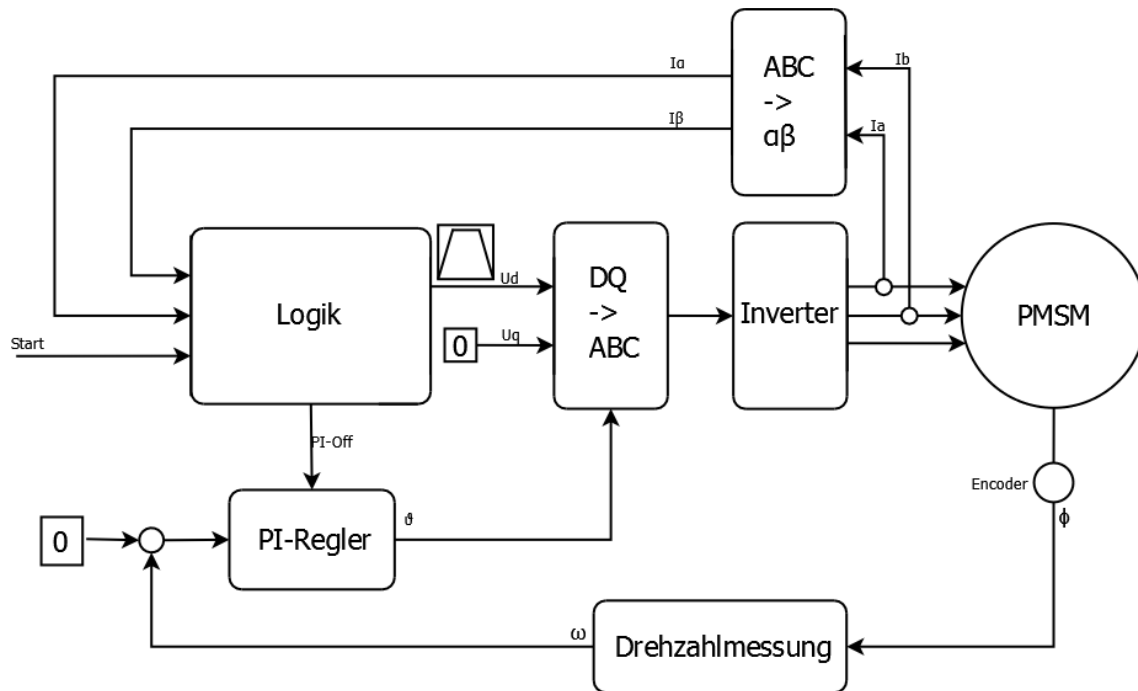 Iα
Iβ
ABC
->
αβ
Ib
Ia
Start
Logik
Ud
0
Uq
DQ
->
ABC
Inverter
PMSM
PI-Off
Encoder
ϕ
0
PI-Regler
ϑ
ω
Drehzahlmessung